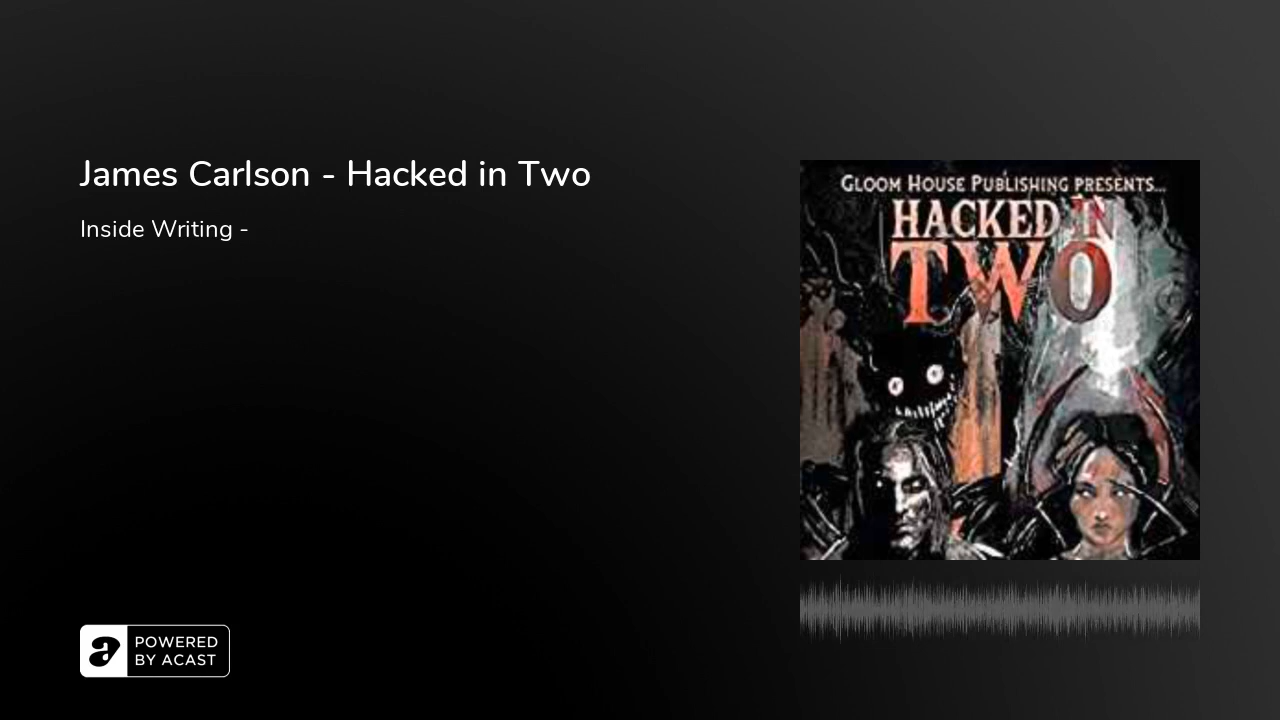 James Carlson - Hacked in Two
Inside Writing -
GLOOM HOUSE PUBLISHING PRESENTS...
HACKED IN
TWO
POWERED
BY ACAST